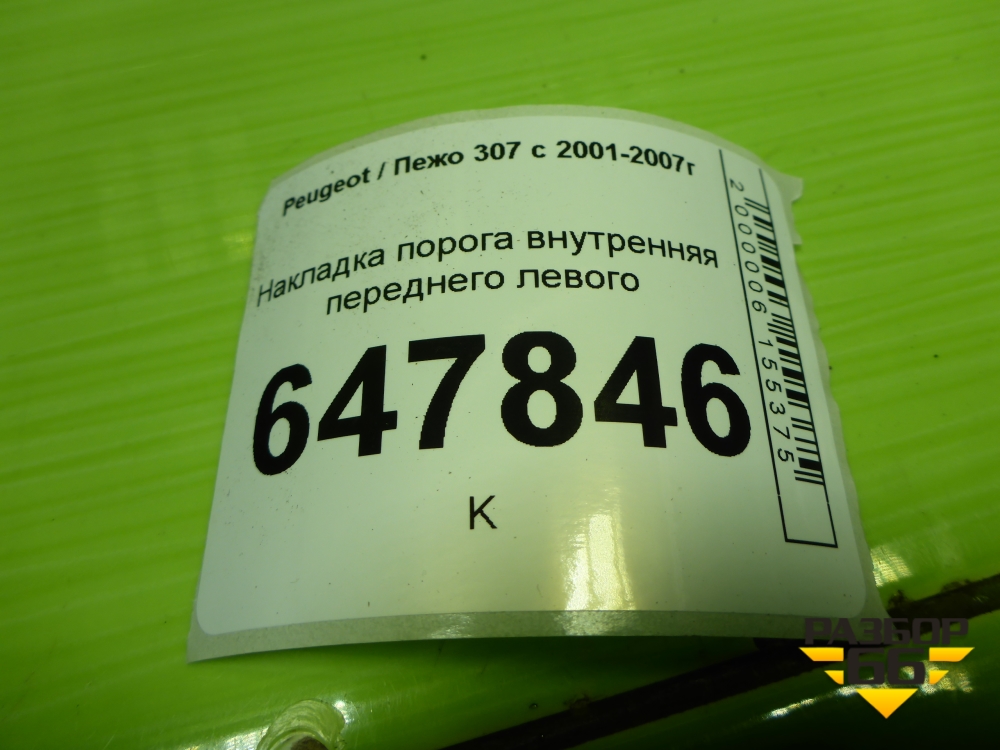 Peugeot / Пежо 307 с 2001-2007г
Накладка порога внутренняя
переднего левого
647846
К
2000006155375
РАЗБОР
66